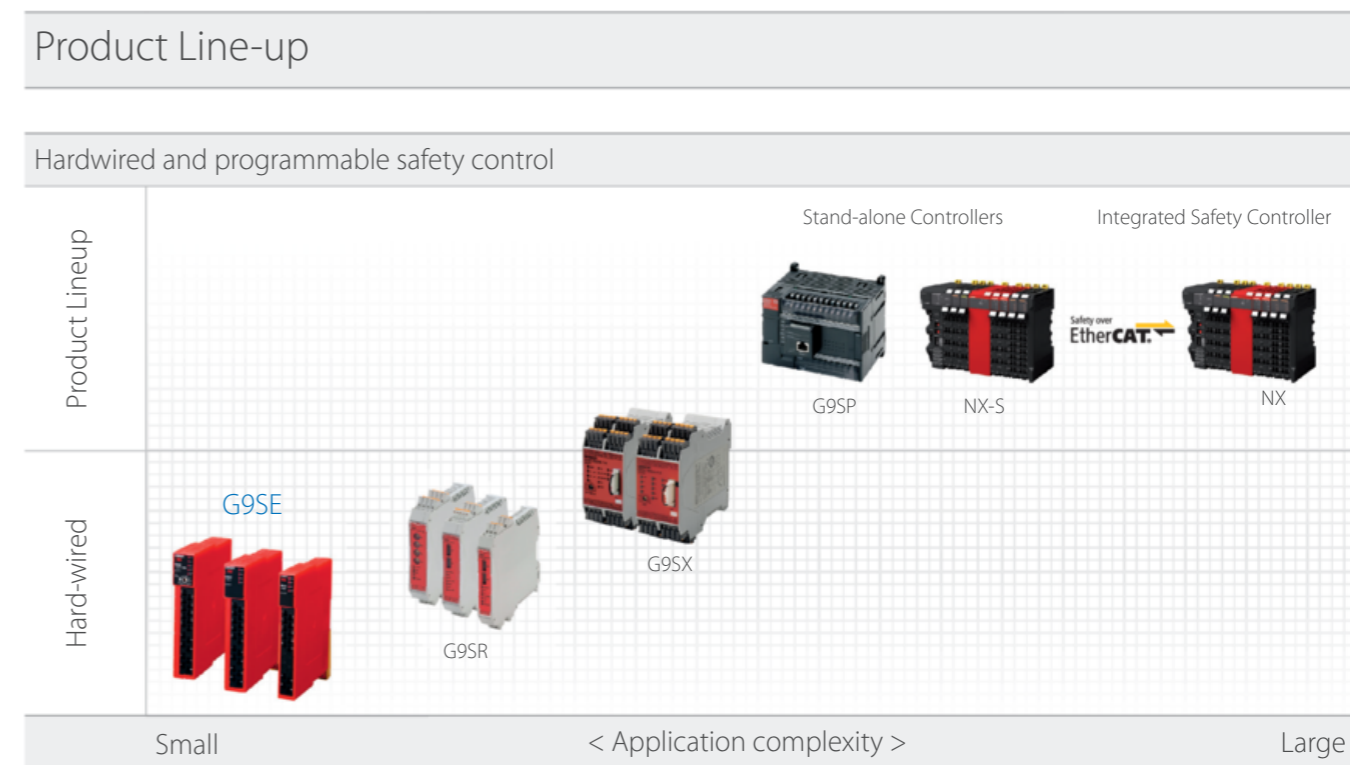 Product Line-up
Hardwired and programmable safety control
Product Lineup
Stand-alone Controllers
Integrated Safety Controller
Safety over
EtherCAT.
G9SP
NX-S
NX
Hard-wired
G9SE
G9SR
G9SX
Small
< Application complexity >
Large